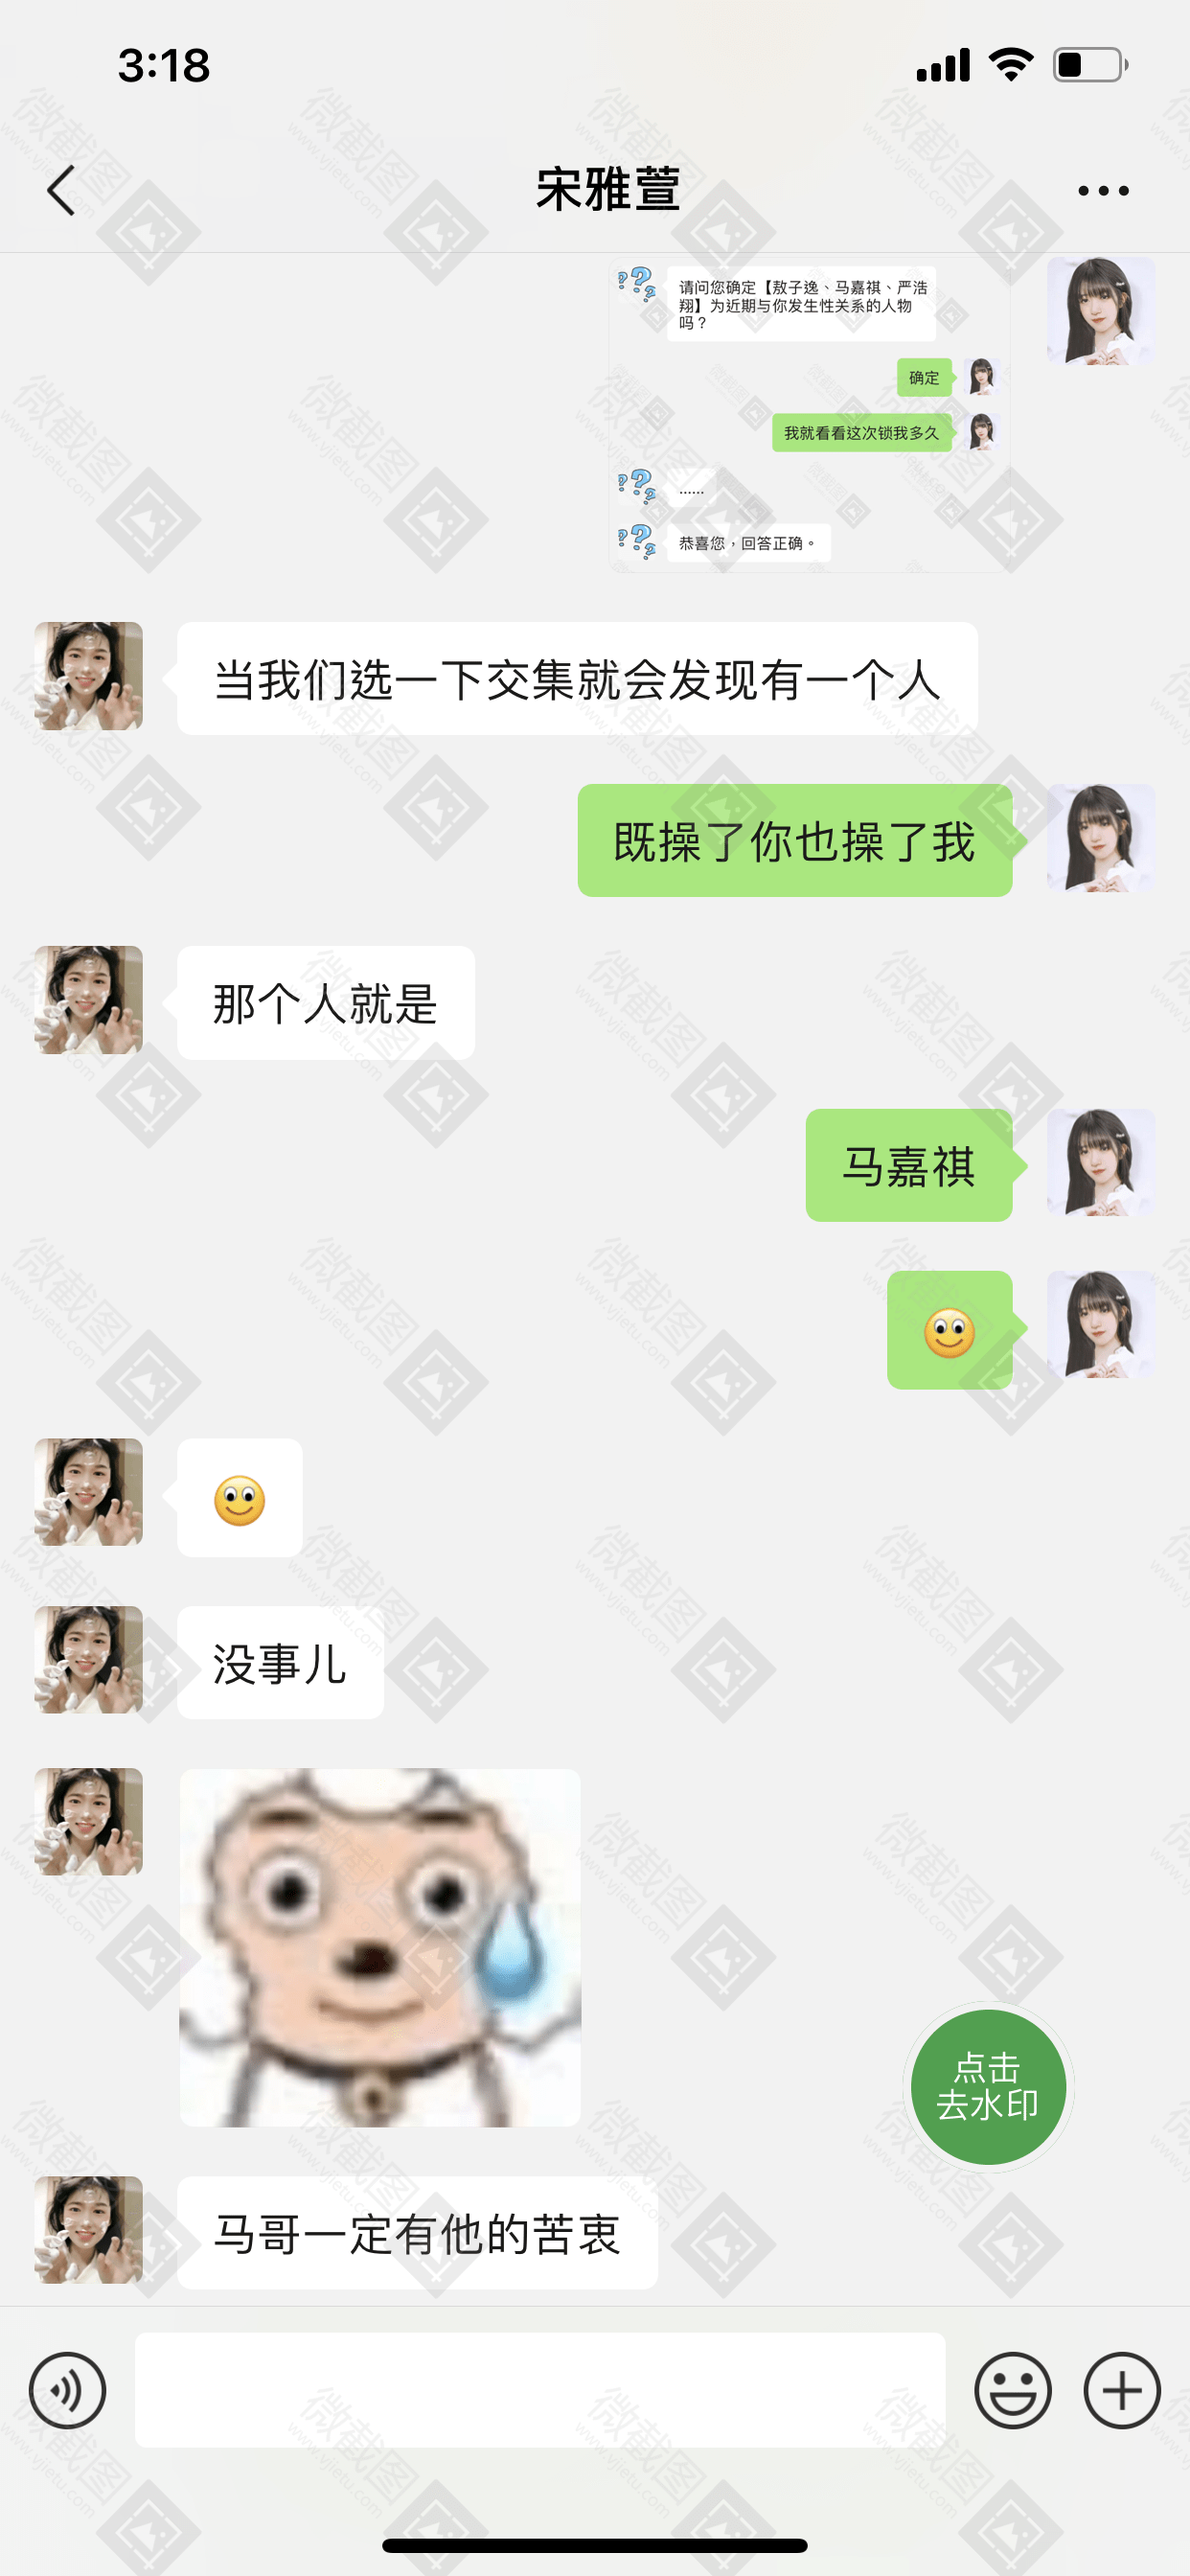 3:18
宋雅萱
请问您确定【敖子逸、马嘉祺、严浩
翔】为近期与你发生性关系的人物
吗？
确定
我就看看这次锁我多久
......
恭喜您，回答正确。
当我们选一下交集就会发现有一个人
既操了你也操了我
那个人就是
马嘉祺
没事儿
点击
去水印
马哥一定有他的苦衷
微截图
www.vjietu.com